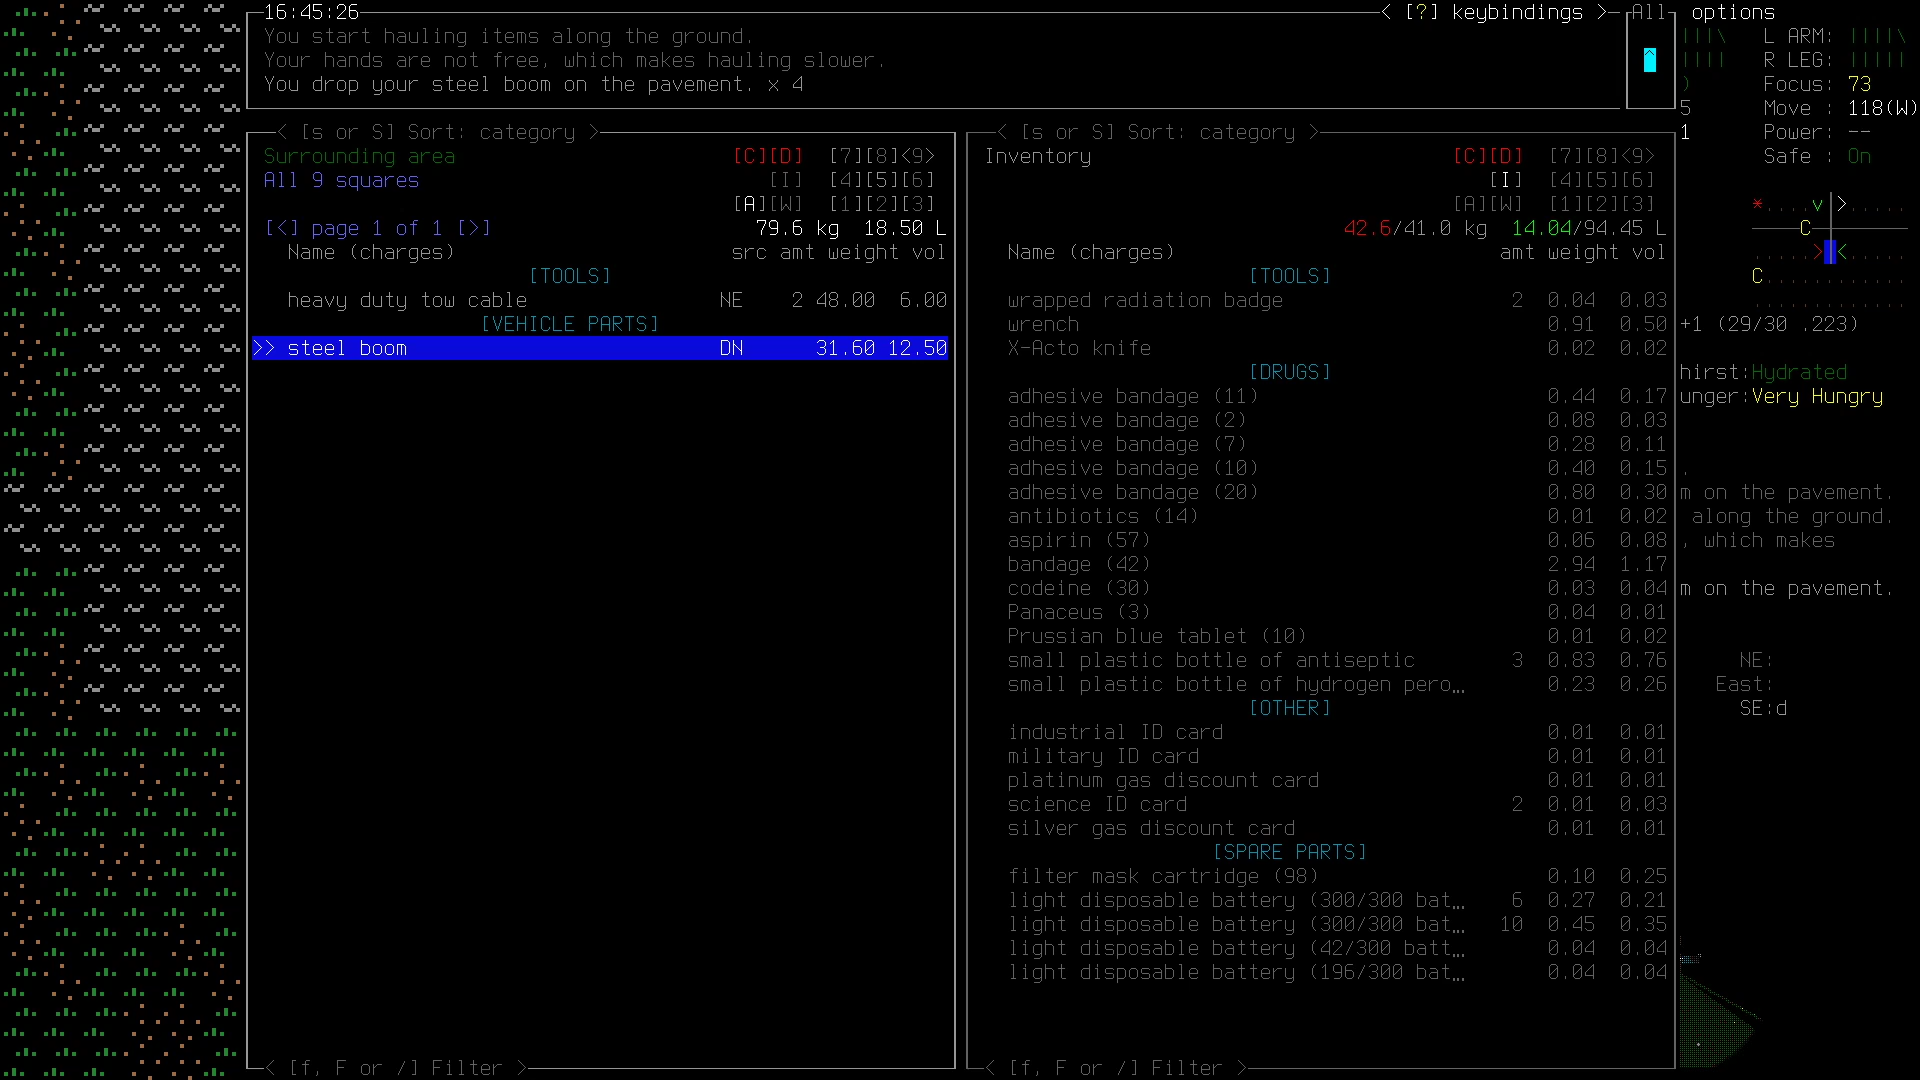 16:45:26 < [?] keybindings > All options
You start hauling items along the ground.
Your hands are not free, which makes hauling slower.
You drop your steel boom on the pavement. x 4
^
L ARM: ||||\
R LEG: |||||
Focus: 73
5 Move : 118(W)
1 Power: --
Safe : On
< [s or S] Sort: category >
Surrounding area [C][D] [7][8]<9>
All 9 squares [I] [4][5][6]
[A][W] [1][2][3]
[<] page 1 of 1 [>] 79.6 kg 18.50 L
Name (charges) src amt weight vol
[TOOLS]
heavy duty tow cable NE 2 48.00 6.00
[VEHICLE PARTS]
>> steel boom DN 31.60 12.50
< [f, F or /] Filter >
< [s or S] Sort: category >
Inventory [C][D] [7][8]<9>
[I] [4][5][6]
[A][W] [1][2][3]
42.6/41.0 kg 14.04/94.45 L
Name (charges) amt weight vol
[TOOLS]
wrapped radiation badge 2 0.04 0.03
wrench 0.91 0.50
X-Acto knife 0.02 0.02
[DRUGS]
adhesive bandage (11) 0.44 0.17
adhesive bandage (2) 0.08 0.03
adhesive bandage (7) 0.28 0.11
adhesive bandage (10) 0.40 0.15
adhesive bandage (20) 0.80 0.30
antibiotics (14) 0.01 0.02
aspirin (57) 0.06 0.08
bandage (42) 2.94 1.17
codeine (30) 0.03 0.04
Panaceus (3) 0.04 0.01
Prussian blue tablet (10) 0.01 0.02
small plastic bottle of antiseptic 3 0.83 0.76
small plastic bottle of hydrogen pero… 0.23 0.26
[OTHER]
industrial ID card 0.01 0.01
military ID card 0.01 0.01
platinum gas discount card 0.01 0.01
science ID card 2 0.01 0.03
silver gas discount card 0.01 0.01
[SPARE PARTS]
filter mask cartridge (98) 0.10 0.25
light disposable battery (300/300 bat… 6 0.27 0.21
light disposable battery (300/300 bat… 10 0.45 0.35
light disposable battery (42/300 batt… 0.04 0.04
light disposable battery (196/300 bat… 0.04 0.04
< [f, F or /] Filter >
+1 (29/30 .223)
hirst:Hydrated
unger:Very Hungry
.
m on the pavement.
along the ground.
, which makes
m on the pavement.
NE:
East:
SE:d